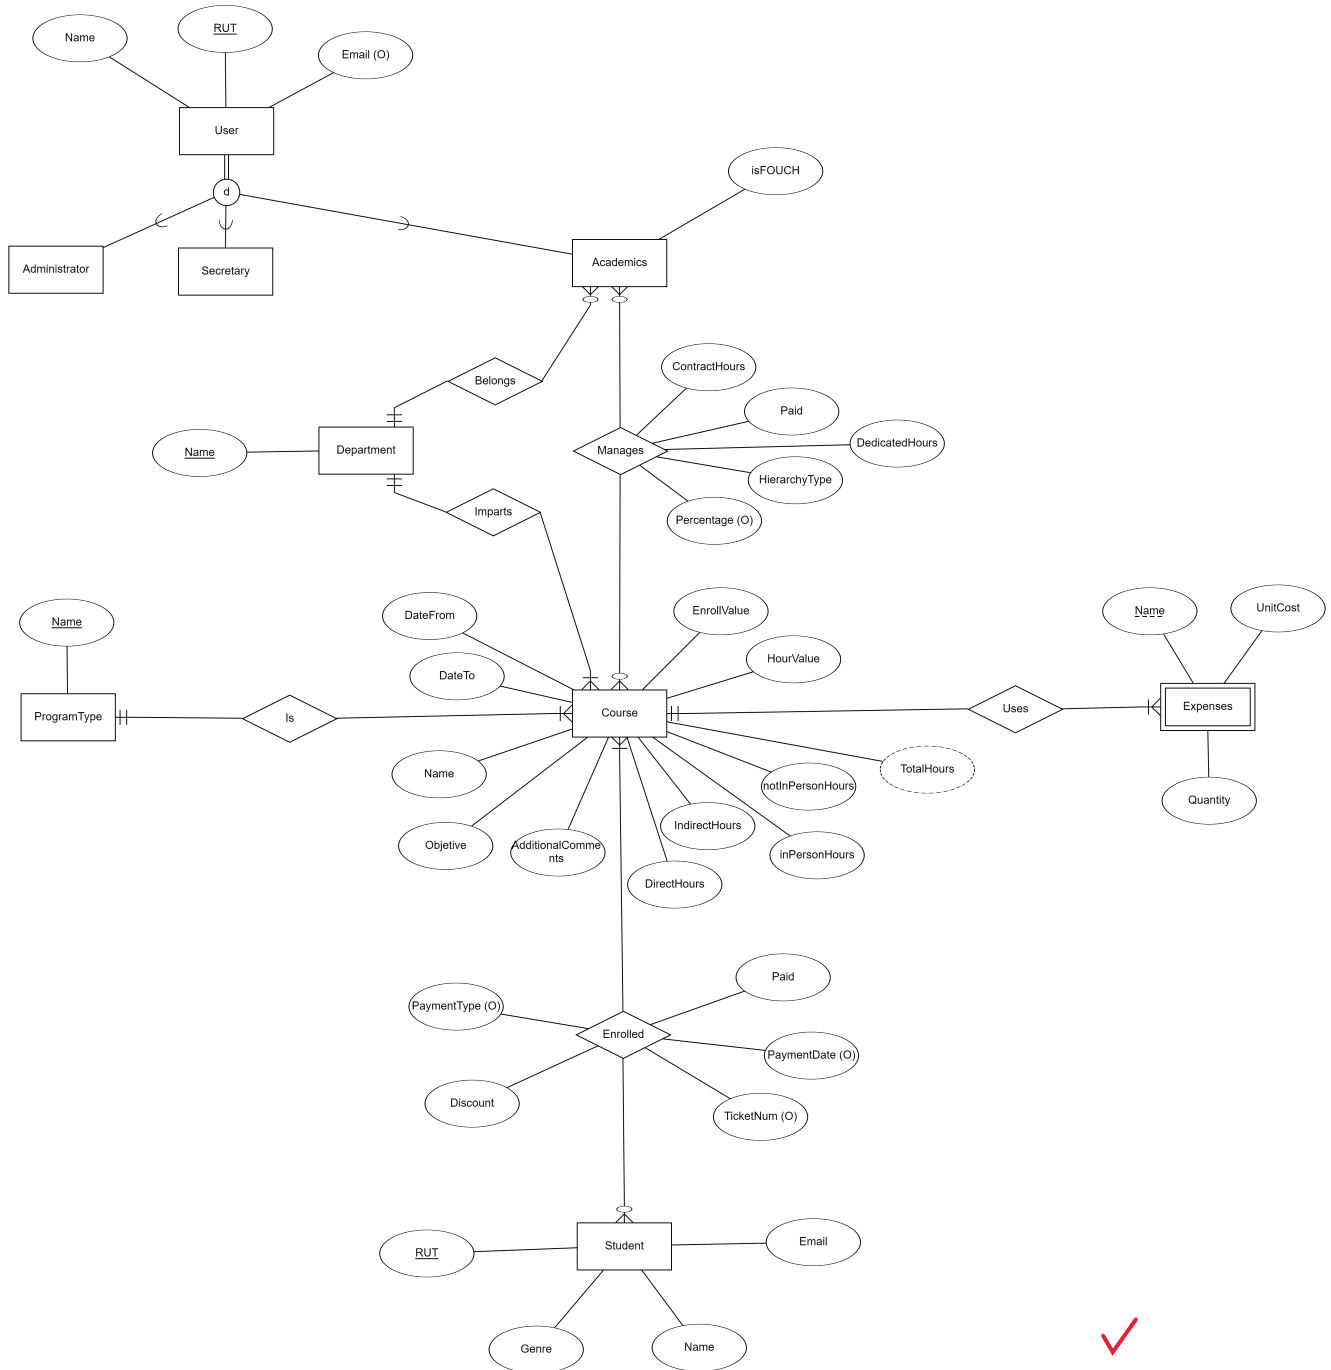 RUT
Name
Email (O)
User
isFOUCH
d
Academics
Administrator
Secretary
ContractHours
Belongs
Paid
DedicatedHours
Department
Manages
Name
HierarchyType
Imparts
Percentage (O)
DateFrom
EnrollValue
Name
UnitCost
Name
HourValue
DateTo
Expenses
Uses
Course
ProgramType
Is
TotalHours
Name
notInPersonHours
Quantity
IndirectHours
Objetive
AdditionalComme
nts
inPersonHours
DirectHours
Paid
PaymentType (O)
Enrolled
PaymentDate (O)
Discount
TicketNum (O)
Email
Student
RUT
Name
Genre